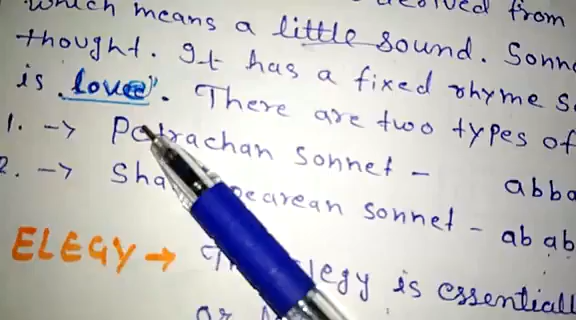 which means a little sound. Sonn
thought. It has a fixed rhyme s
is "love". There are two types of
1. -> Petrachan sonnet - abba
2. -> Sha pearean sonnet - ab ab
ELEGY → The elegy is essentiall